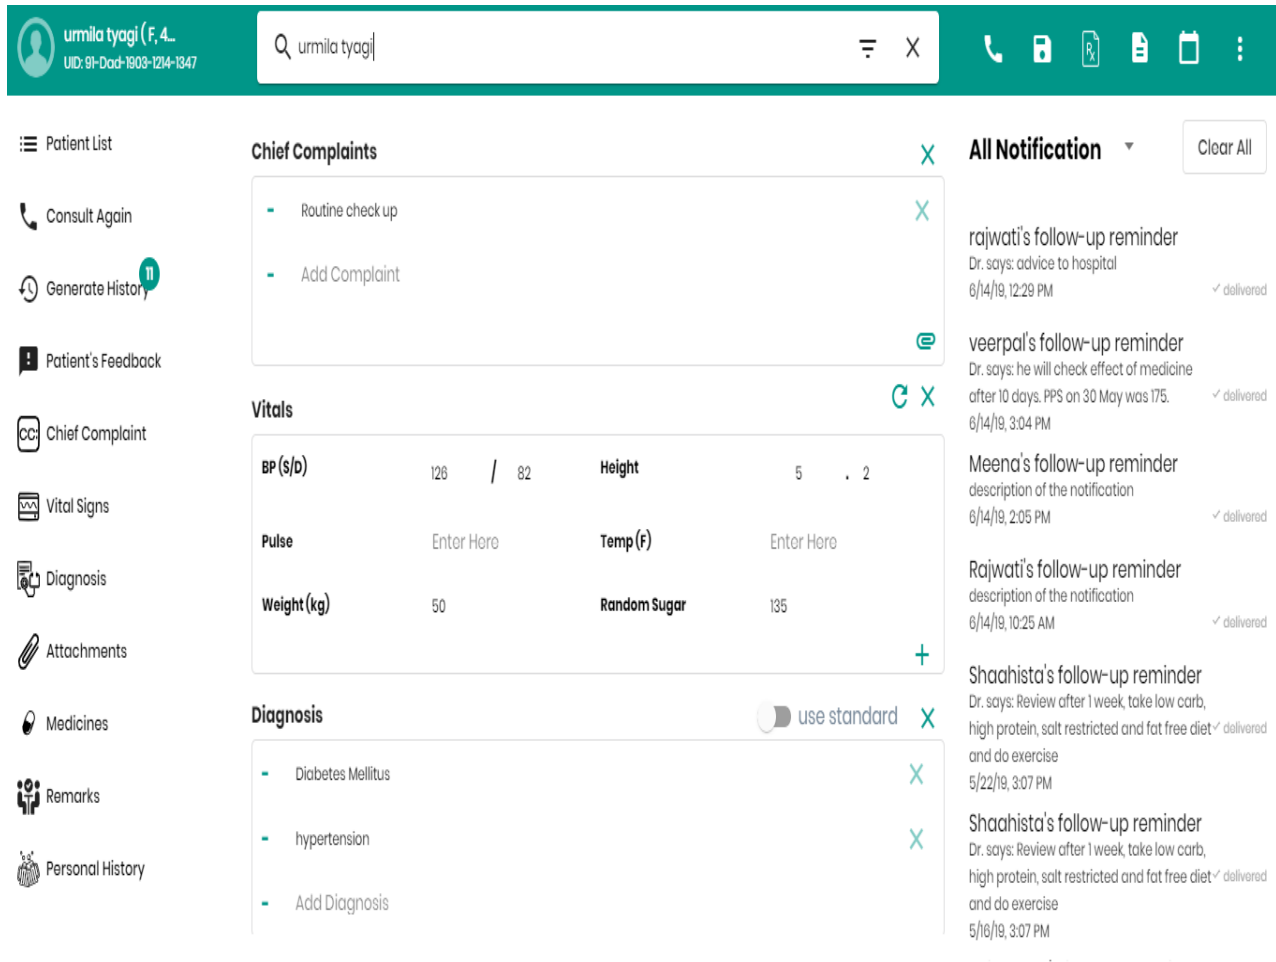 urmila tyagi ( F, 4...
UID: 91-Dad-1903-1214-1347
urmila tyagi
Rx
Patient List
Consult Again
Generate History
11
Patient's Feedback
CC:
Chief Complaint
Vital Signs
Diagnosis
Attachments
Medicines
Remarks
Personal History
Chief Complaints
- Routine check up
- Add Complaint
Vitals
BP (S/D) 126 / 82 Height 5 . 2
Pulse Enter Here Temp (F) Enter Here
Weight (kg) 50 Random Sugar 135
Diagnosis use standard
- Diabetes Mellitus
- hypertension
- Add Diagnosis
All Notification Clear All
rajwati's follow-up reminder
Dr. says: advice to hospital
6/14/19, 12:29 PM ✓ delivered
veerpal's follow-up reminder
Dr. says: he will check effect of medicine
after 10 days. PPS on 30 May was 175. ✓ delivered
6/14/19, 3:04 PM
Meena's follow-up reminder
description of the notification
6/14/19, 2:05 PM ✓ delivered
Rajwati's follow-up reminder
description of the notification
6/14/19, 10:25 AM ✓ delivered
Shaahista's follow-up reminder
Dr. says: Review after 1 week, take low carb,
high protein, salt restricted and fat free diet ✓ delivered
and do exercise
5/22/19, 3:07 PM
Shaahista's follow-up reminder
Dr. says: Review after 1 week, take low carb,
high protein, salt restricted and fat free diet ✓ delivered
and do exercise
5/16/19, 3:07 PM